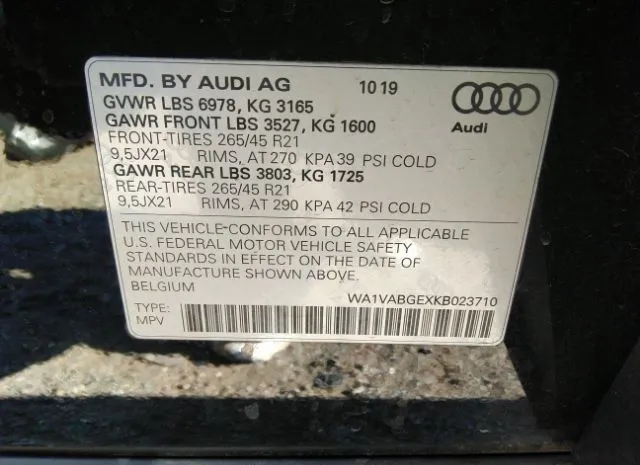 MFD. BY AUDI AG 10 19
GVWR LBS 6978, KG 3165
GAWR FRONT LBS 3527, KG 1600
FRONT-TIRES 265/45 R21
9,5JX21 RIMS, AT 270 KPA 39 PSI COLD
GAWR REAR LBS 3803, KG 1725
REAR-TIRES 265/45 R21
9,5JX21 RIMS, AT 290 KPA 42 PSI COLD
Audi
THIS VEHICLE CONFORMS TO ALL APPLICABLE
U.S. FEDERAL MOTOR VEHICLE SAFETY
STANDARDS IN EFFECT ON THE DATE OF
MANUFACTURE SHOWN ABOVE.
BELGIUM
WA1VABGEXKB023710
TYPE:
MPV